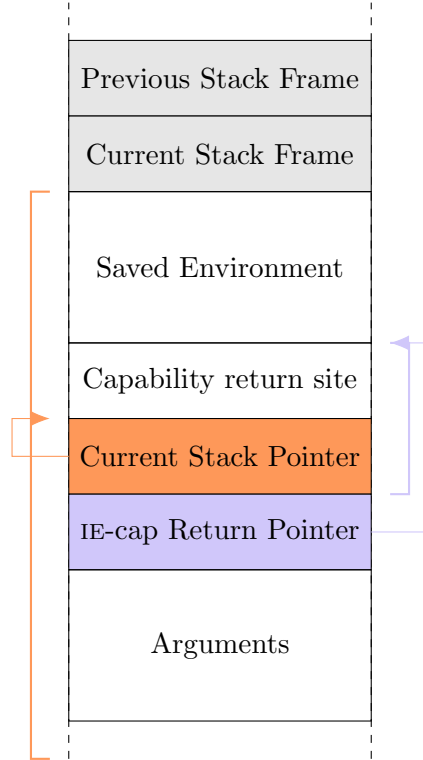 Previous Stack Frame
Current Stack Frame
Saved Environment
Capability return site
Current Stack Pointer
IE-cap Return Pointer
Arguments